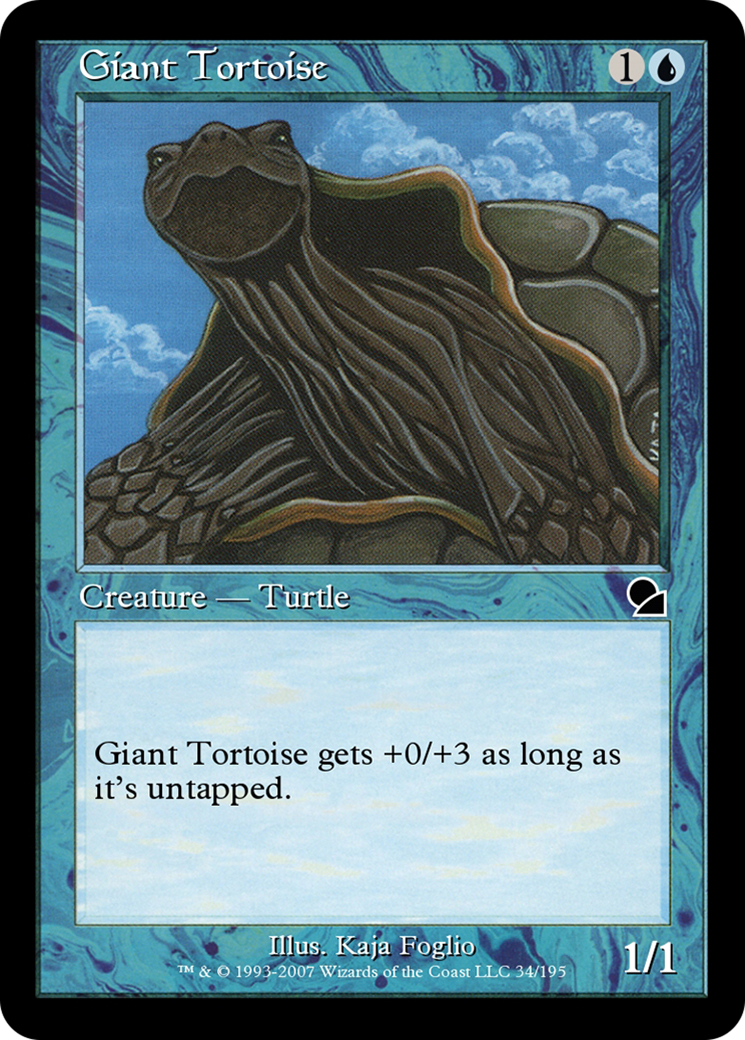 Giant Tortoise 1
KAJA
Creature — Turtle
Giant Tortoise gets +0/+3 as long as
it's untapped.
Illus. Kaja Foglio
™ & © 1993-2007 Wizards of the Coast LLC 34/195
1/1